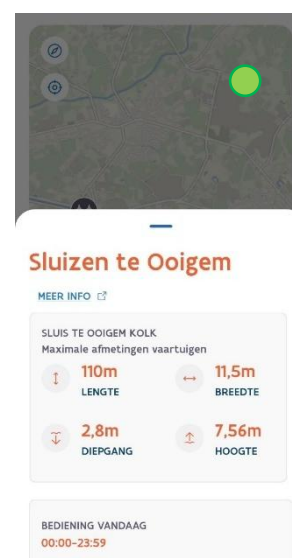 Sluizen te Ooigem
MEER INFO
SLUIS TE OOIGEM KOLK
Maximale afmetingen vaartuigen
110m
LENGTE
11,5m
BREEDTE
2,8m
DIEPGANG
7,56m
HOOGTE
BEDIENING VANDAAG
00:00-23:59